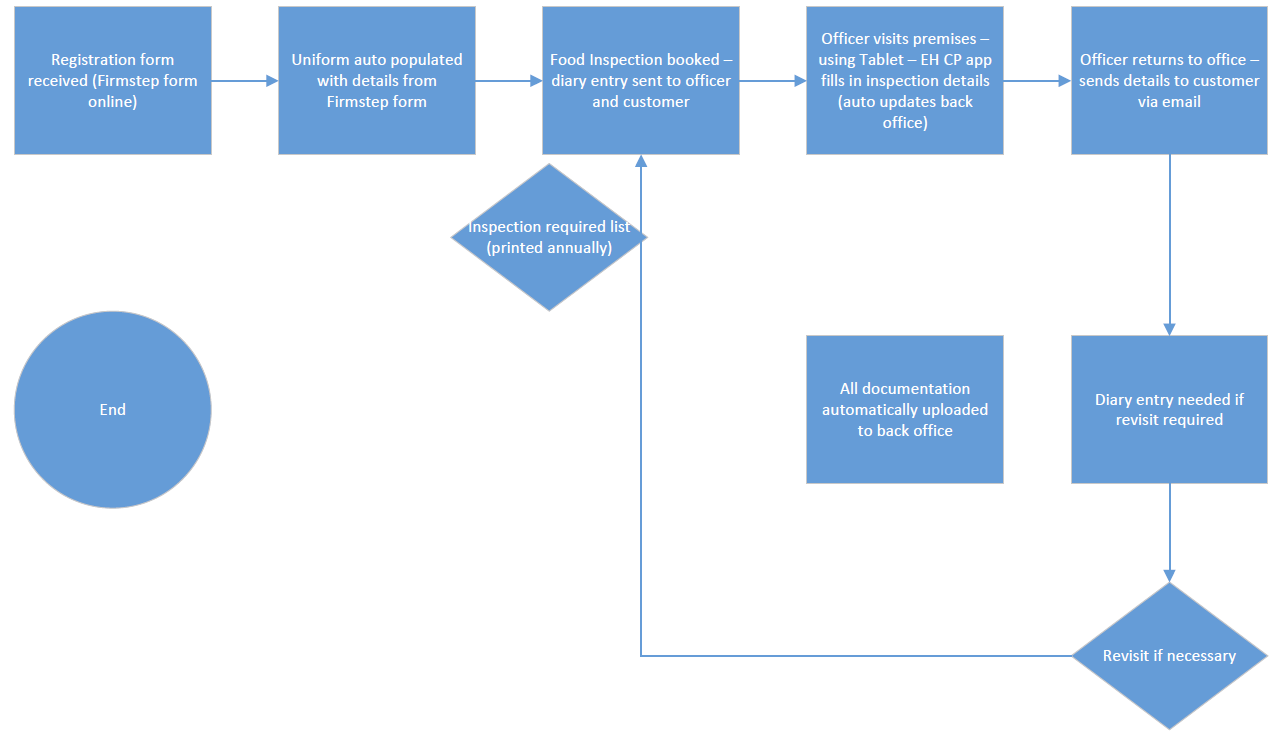 Registration form
received (Firmstep form
online)
Uniform auto populated
with details from
Firmstep form
Food Inspection booked –
diary entry sent to officer
and customer
Officer visits premises –
using Tablet – EH CP app
fills in inspection details
(auto updates back
office)
Officer returns to office –
sends details to customer
via email
Inspection required list
(printed annually)
End
All documentation
automatically uploaded
to back office
Diary entry needed if
revisit required
Revisit if necessary